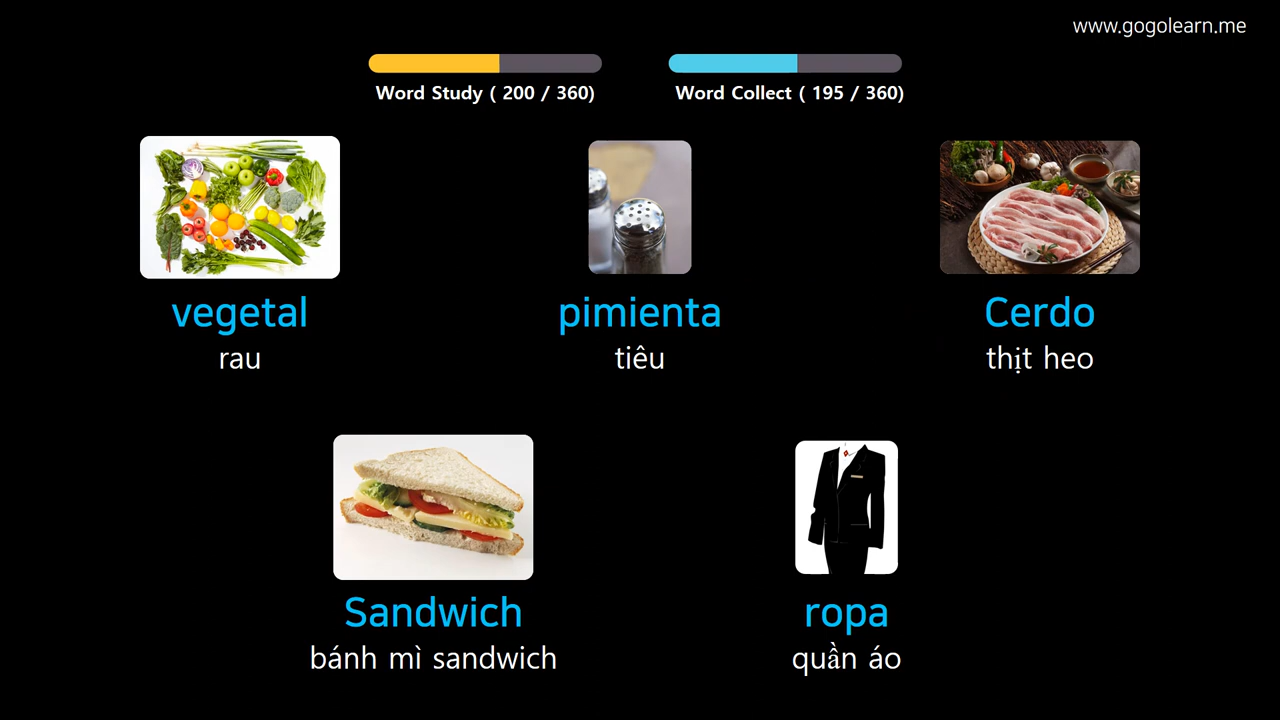 www.gogolearn.me
Word Study ( 200 / 360)
Word Collect ( 195 / 360)
vegetal
rau
pimienta
tiêu
Cerdo
thịt heo
Sandwich
bánh mì sandwich
ropa
quần áo